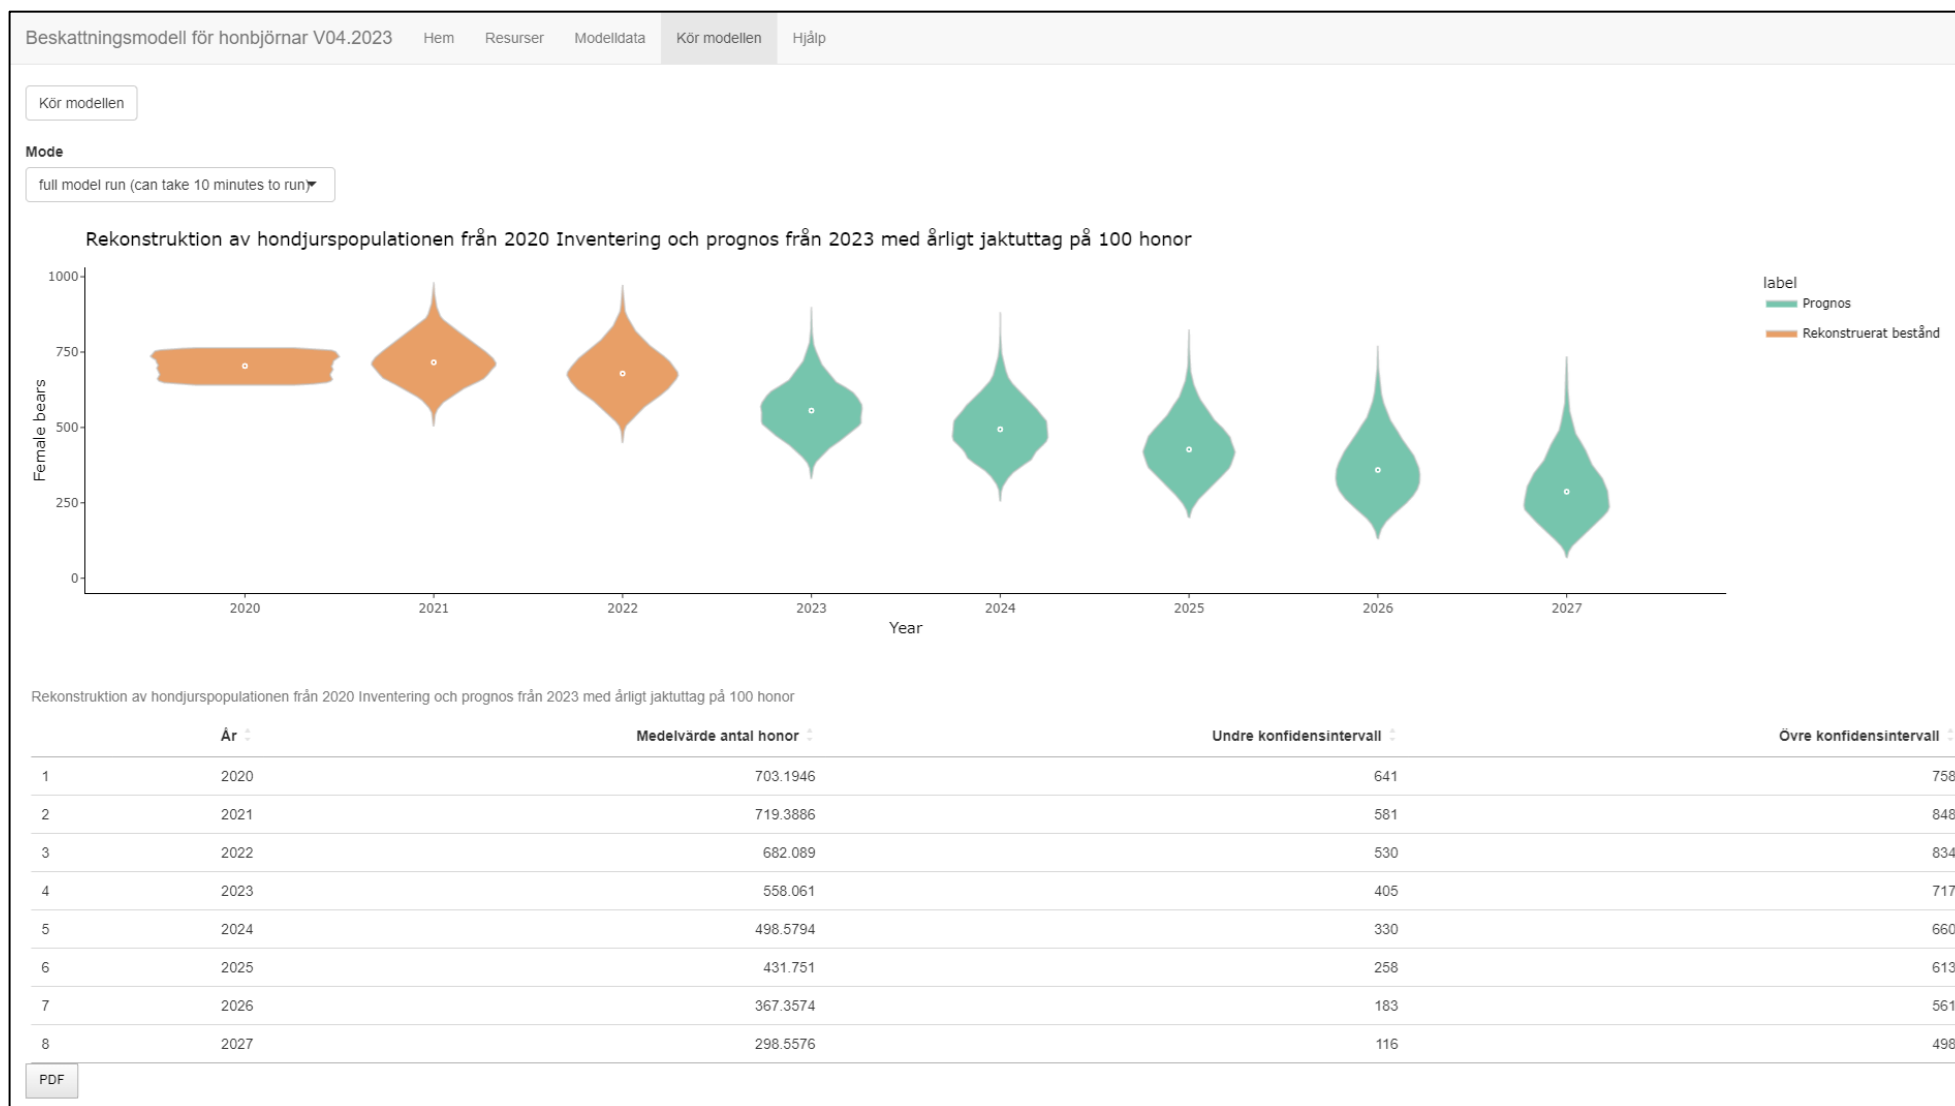 Beskattningsmodell för honbjörnar V04.2023 Hem Resurser Modelldata Kör modellen Hjälp
Kör modellen
Mode
full model run (can take 10 minutes to run)
Rekonstruktion av hondjurspopulationen från 2020 Inventering och prognos från 2023 med årligt jaktuttag på 100 honor
1000
750
500
250
0
Female bears
2020 2021 2022 2023 2024 2025 2026 2027
Year
label
Prognos
Rekonstruerat bestånd
Rekonstruktion av hondjurspopulationen från 2020 Inventering och prognos från 2023 med årligt jaktuttag på 100 honor
År Medelvärde antal honor Undre konfidensintervall Övre konfidensintervall
1 2020 703.1946 641 758
2 2021 719.3886 581 848
3 2022 682.089 530 834
4 2023 558.061 405 717
5 2024 498.5794 330 660
6 2025 431.751 258 613
7 2026 367.3574 183 561
8 2027 298.5576 116 498
PDF